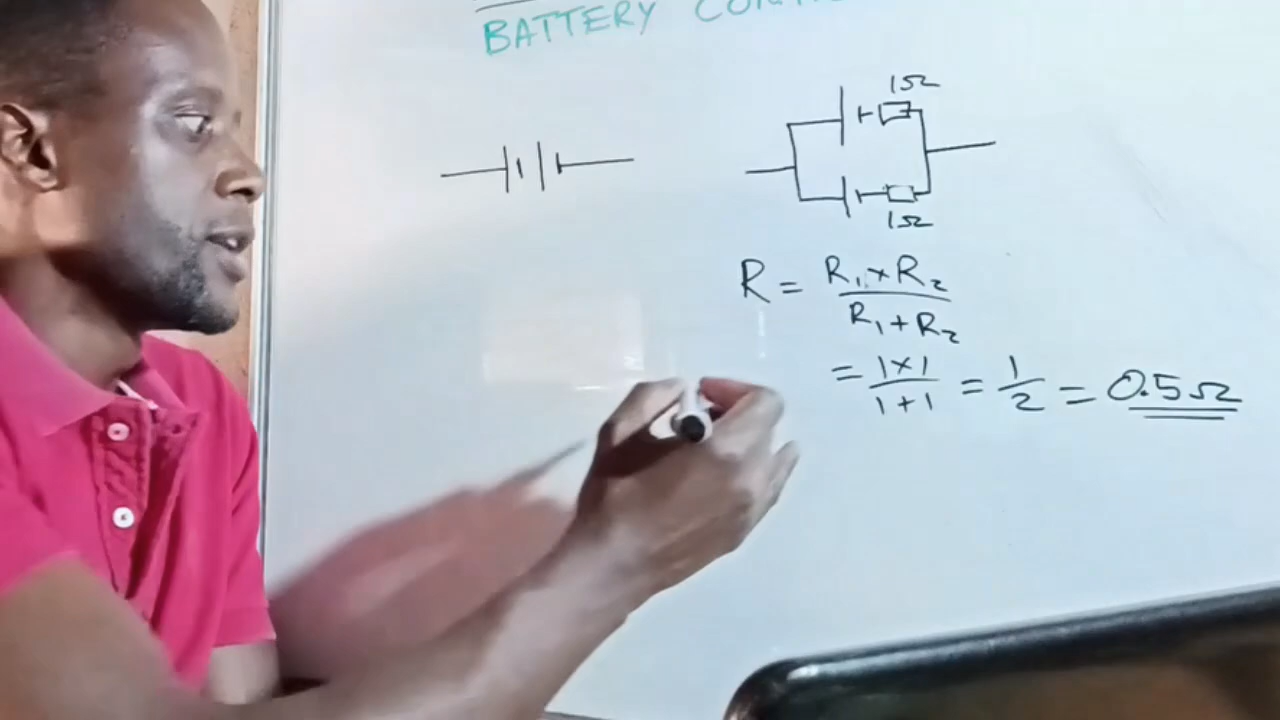 BATTERY
1Ω
1Ω
R = R₁ × R₂ / R₁ + R₂
= 1×1 / 1+1 = 1/2 = 0.5Ω